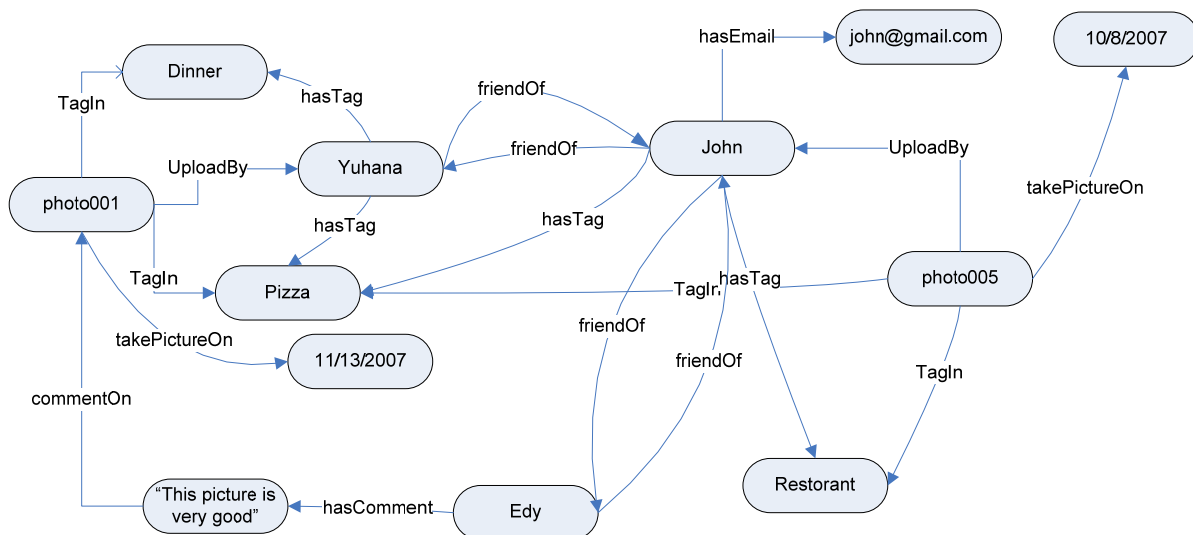 hasEmail
john@gmail.com
10/8/2007
Dinner
TagIn
hasTag
friendOf
friendOf
John
UploadBy
UploadBy
Yuhana
takePictureOn
photo001
hasTag
hasTag
TagIn
Pizza
TagIn
hasTag
photo005
friendOf
takePictureOn
11/13/2007
friendOf
TagIn
commentOn
Restorant
“This picture is
very good”
hasComment
Edy